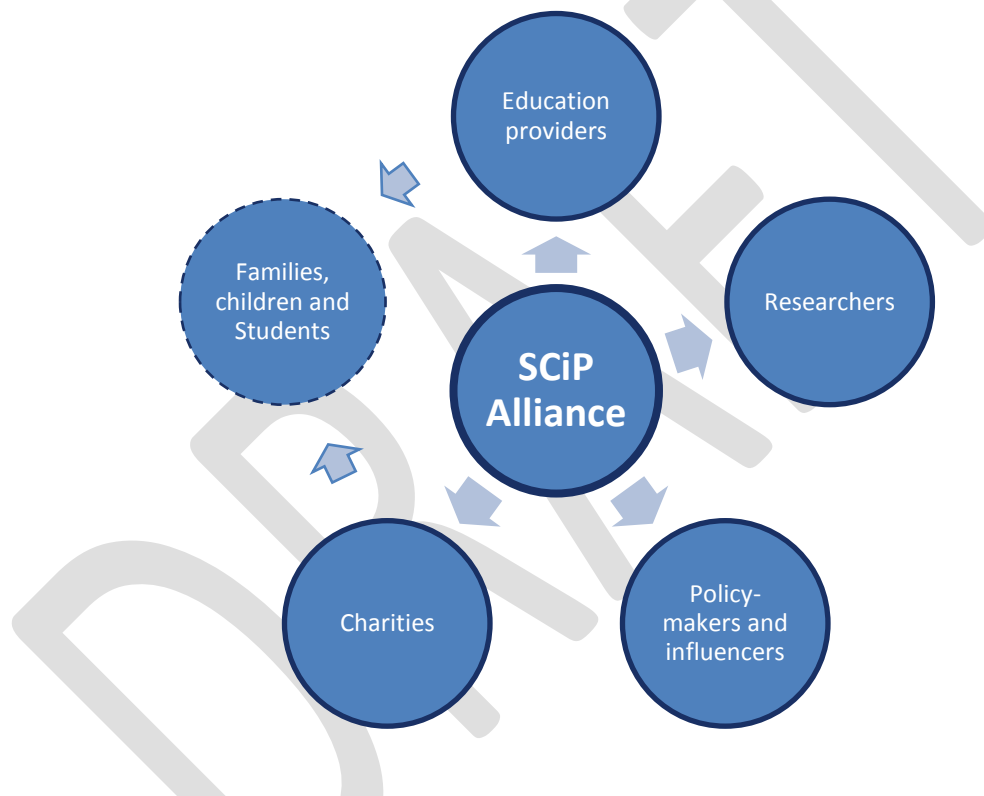 Education
providers
Families,
children and
Students
Researchers
SCiP
Alliance
Charities
Policy-
makers and
influencers
DRAFT